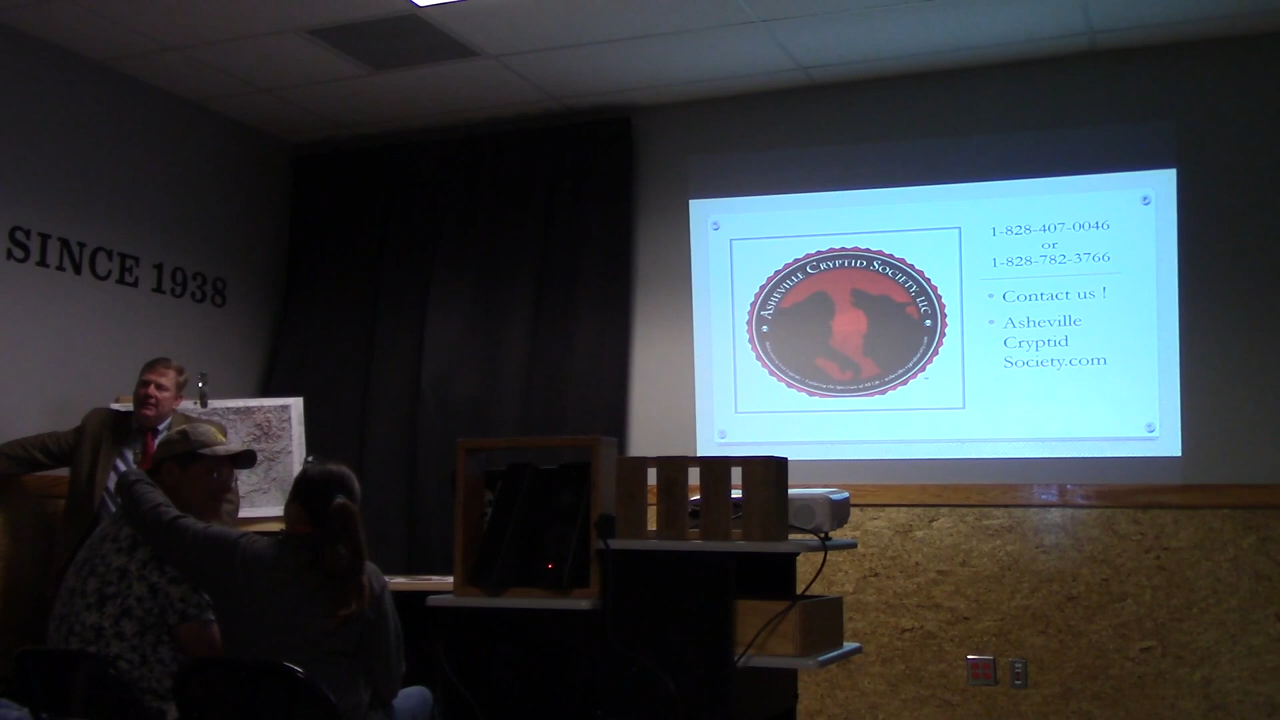 SINCE 1938
ASHEVILLE CRYPTID SOCIETY, LLC
1-828-407-0046
or
1-828-782-3766
• Contact us !
• Asheville
Cryptid
Society.com